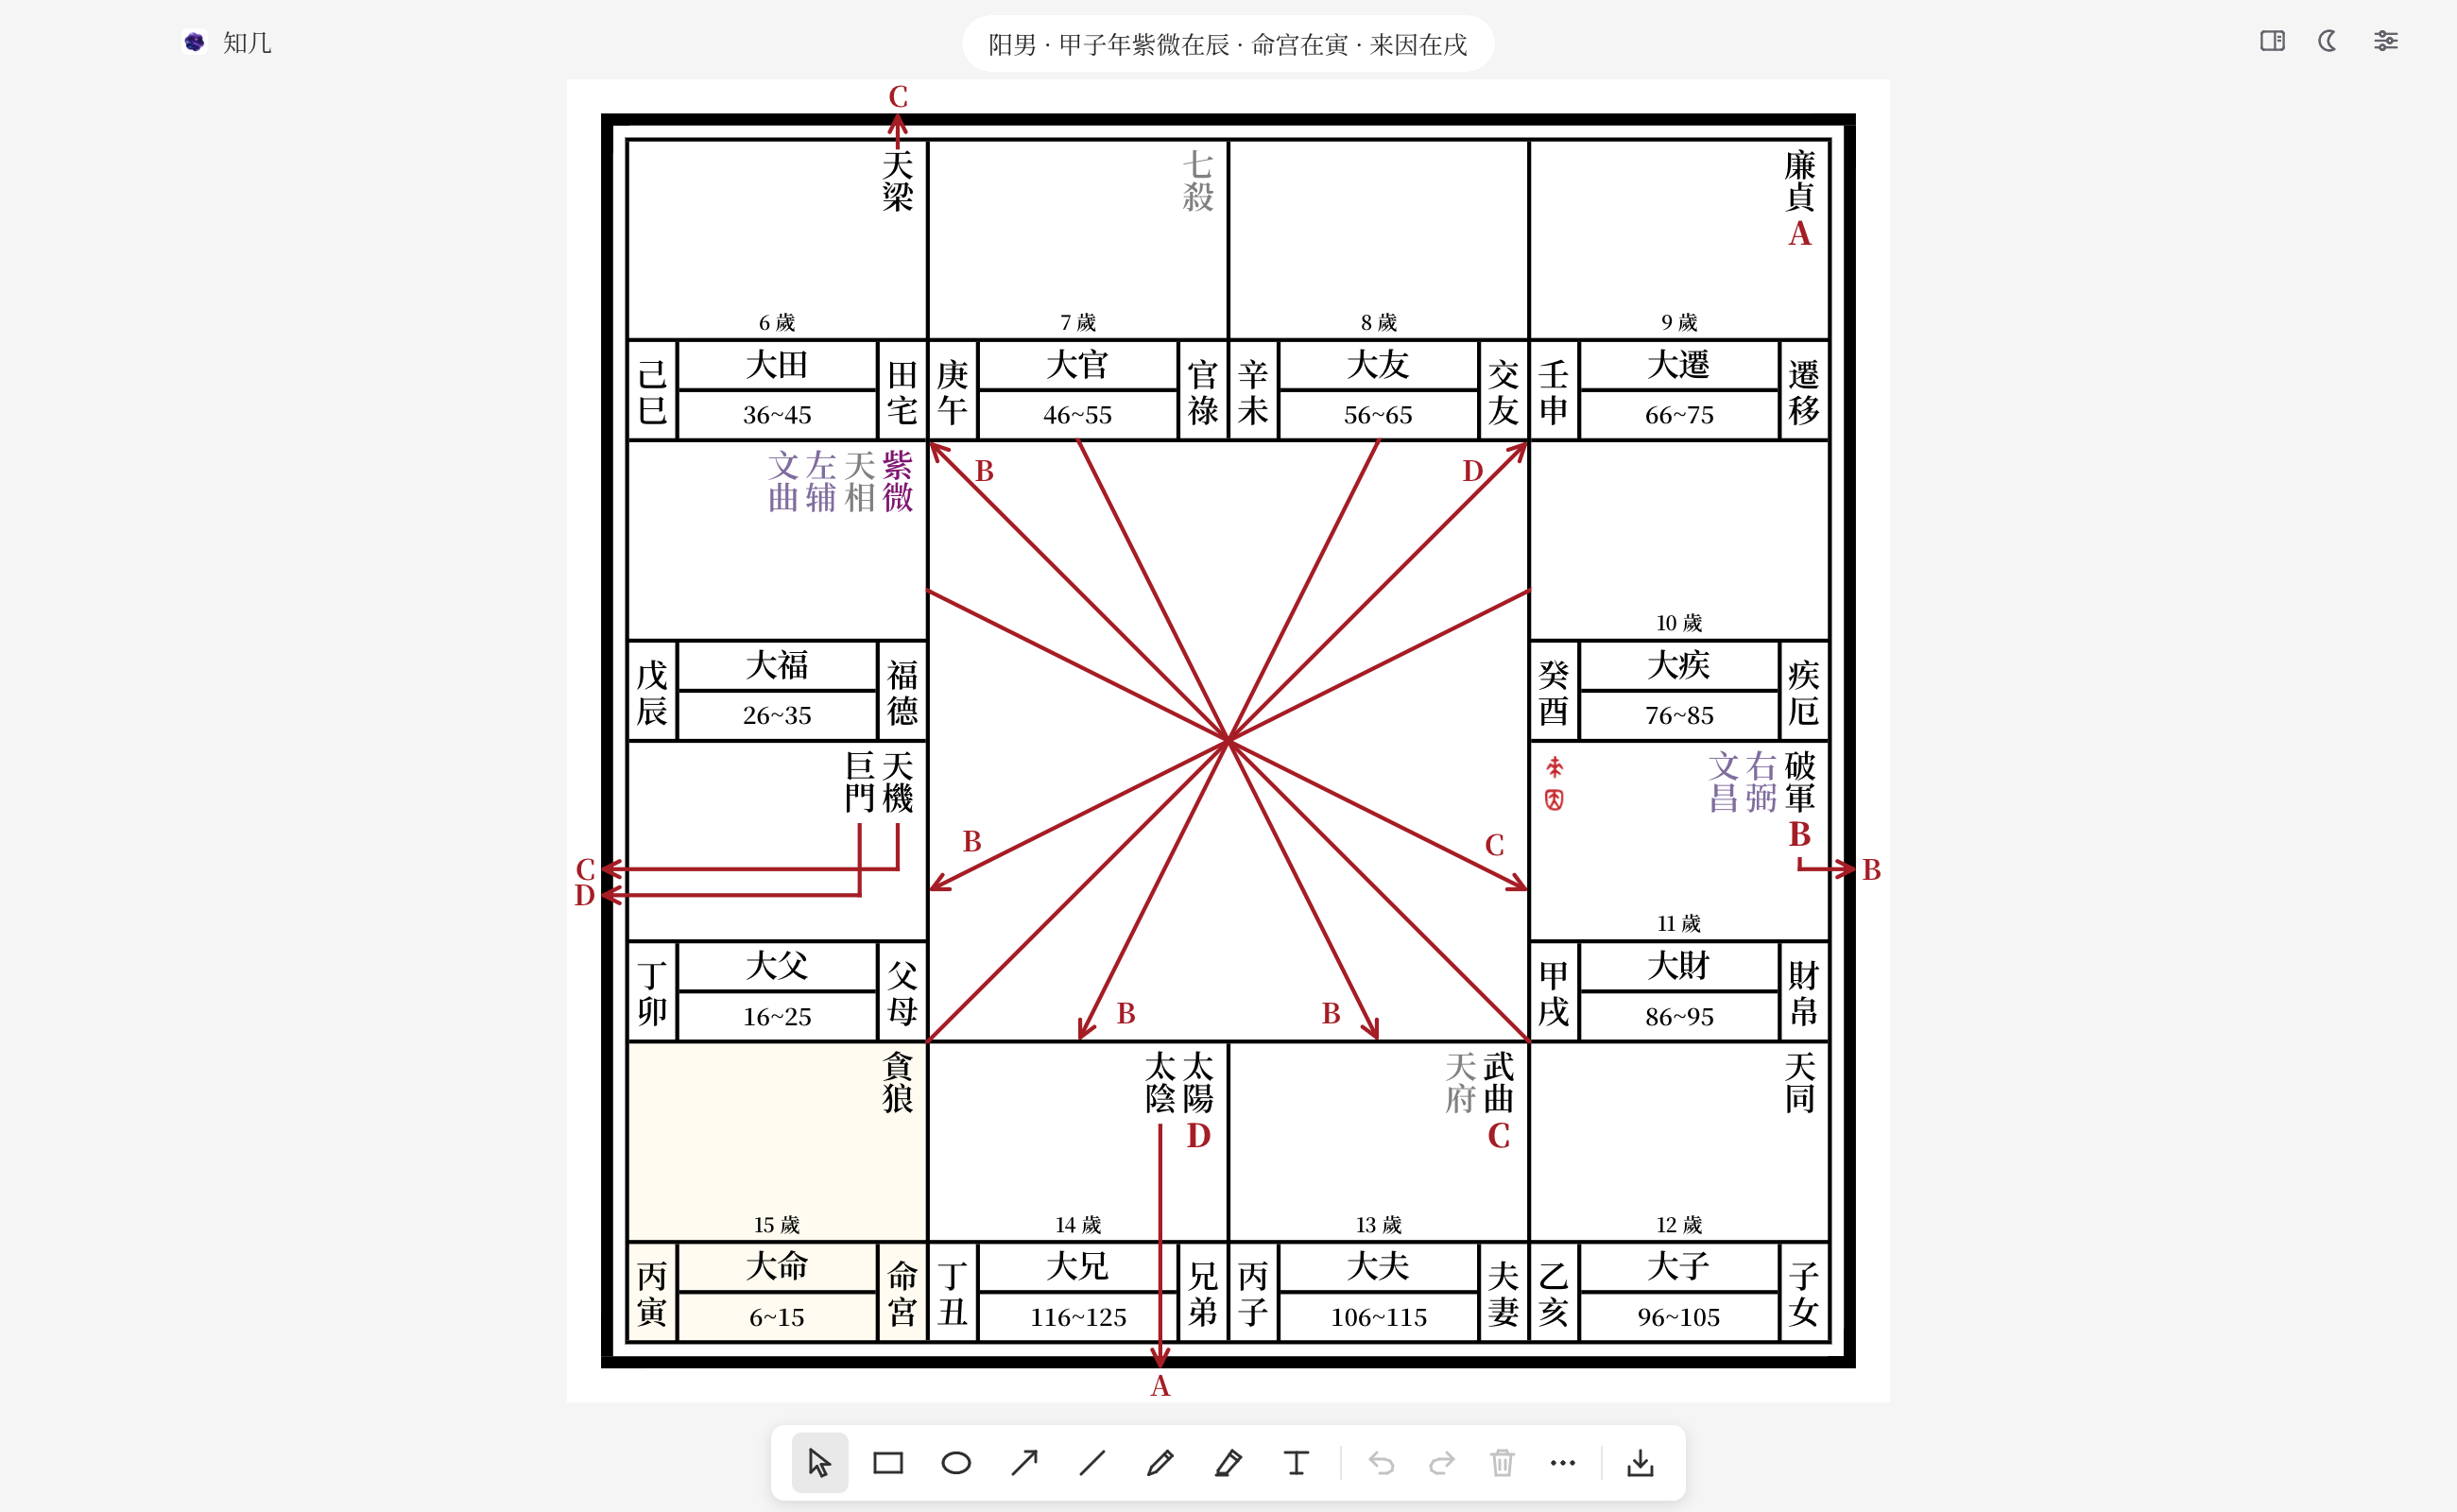 知几
阳男 · 甲子年紫微在辰 · 命宫在寅 · 来因在戌
C
天梁
6 歲
己巳
大田
36~45
田宅
七殺
7 歲
庚午
大官
46~55
官祿
8 歲
辛未
大友
56~65
交友
廉貞
A
9 歲
壬申
大遷
66~75
遷移
紫微
天相
左辅
文曲
戊辰
大福
26~35
福德
B
D
10 歲
癸酉
大疾
76~85
疾厄
天機
巨門
C
D
丁卯
大父
16~25
父母
B
C
B
B
破軍
B
右弼
文昌
B
11 歲
甲戌
大財
86~95
財帛
貪狼
15 歲
丙寅
大命
6~15
命宮
太陽
D
太陰
14 歲
丁丑
大兄
116~125
兄弟
武曲
C
天府
13 歲
丙子
大夫
106~115
夫妻
天同
12 歲
乙亥
大子
96~105
子女
A